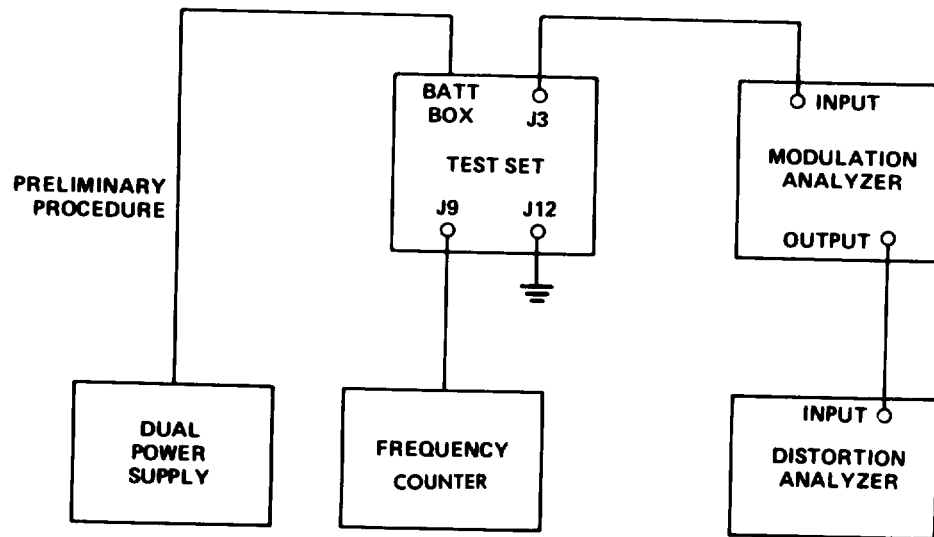 BATT
BOX
J3
TEST SET
J9
J12
INPUT
MODULATION
ANALYZER
OUTPUT
PRELIMINARY
PROCEDURE
DUAL
POWER
SUPPLY
FREQUENCY
COUNTER
INPUT
DISTORTION
ANALYZER